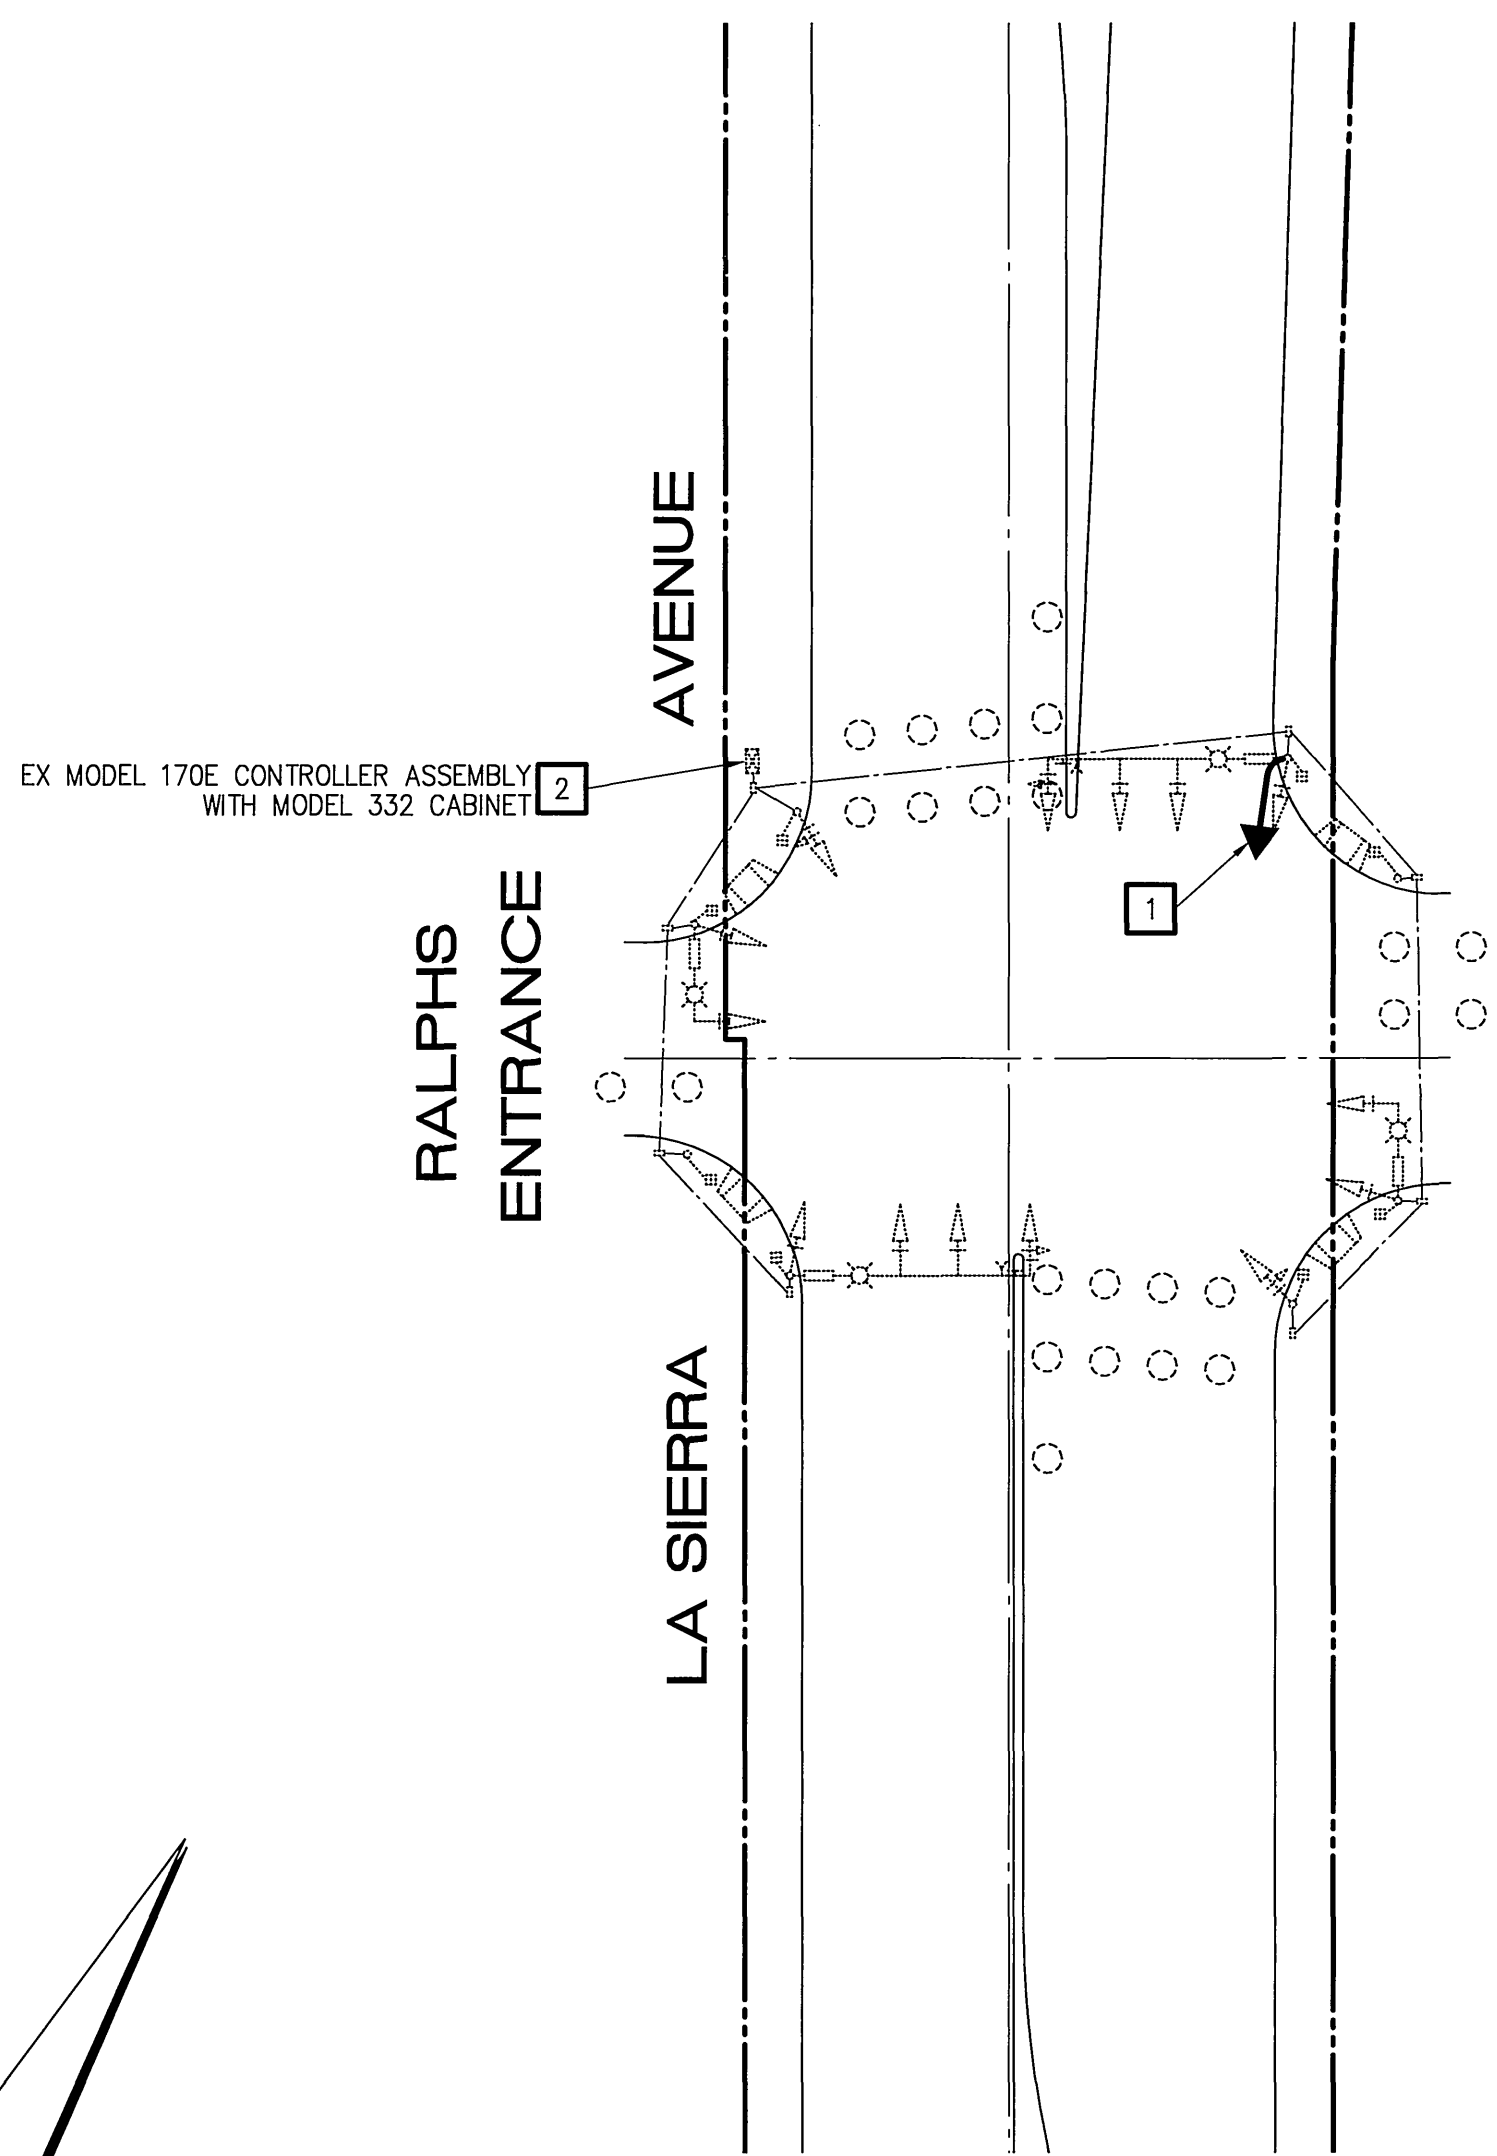 AVENUE
EX MODEL 170E CONTROLLER ASSEMBLY
WITH MODEL 332 CABINET
2
1
RALPHS
ENTRANCE
LA SIERRA